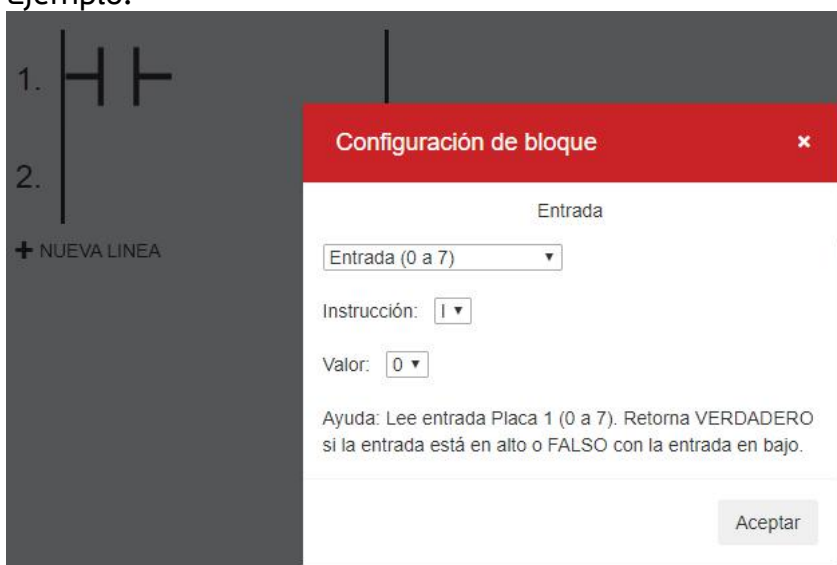 Ejemplo:
1.
Configuración de bloque ×
2.
Entrada
+ NUEVA LINEA
Entrada (0 a 7) ▼
Instrucción: I ▼
Valor: 0 ▼
Ayuda: Lee entrada Placa 1 (0 a 7). Retorna VERDADERO
si la entrada está en alto o FALSO con la entrada en bajo.
Aceptar